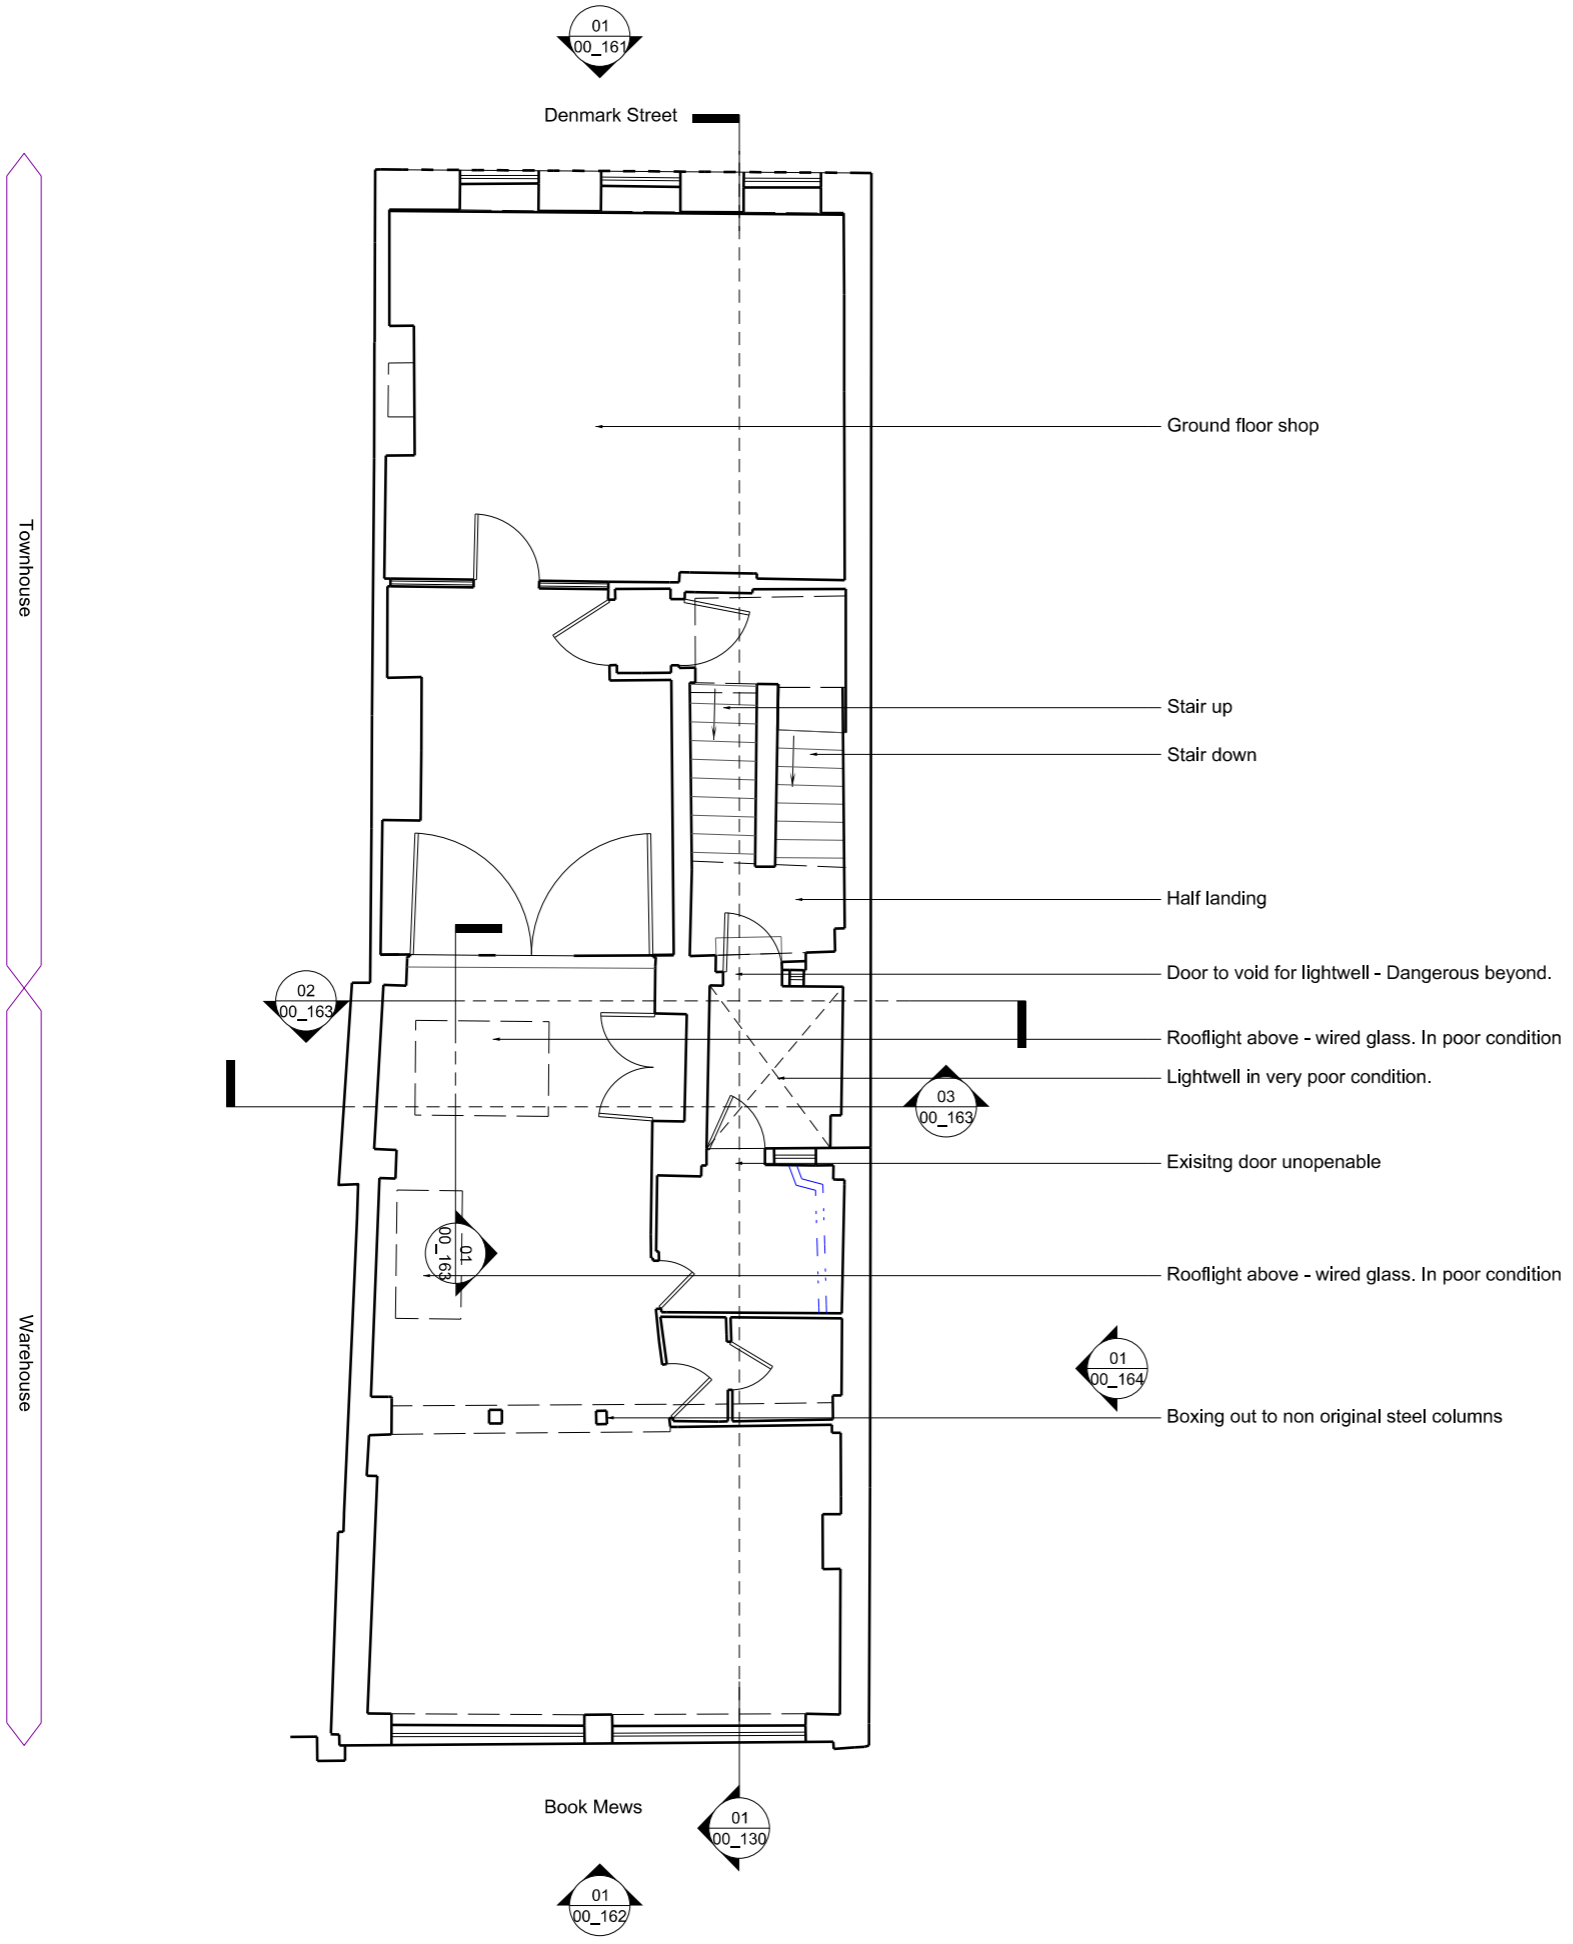 01
00_161
Denmark Street
Townhouse
Ground floor shop
Stair up
Stair down
Half landing
Door to void for lightwell - Dangerous beyond.
02
00_163
Rooflight above - wired glass. In poor condition
Lightwell in very poor condition.
03
00_163
Exisitng door unopenable
01
00_163
Rooflight above - wired glass. In poor condition
Warehouse
01
00_164
Boxing out to non original steel columns
Book Mews
01
00_130
01
00_162